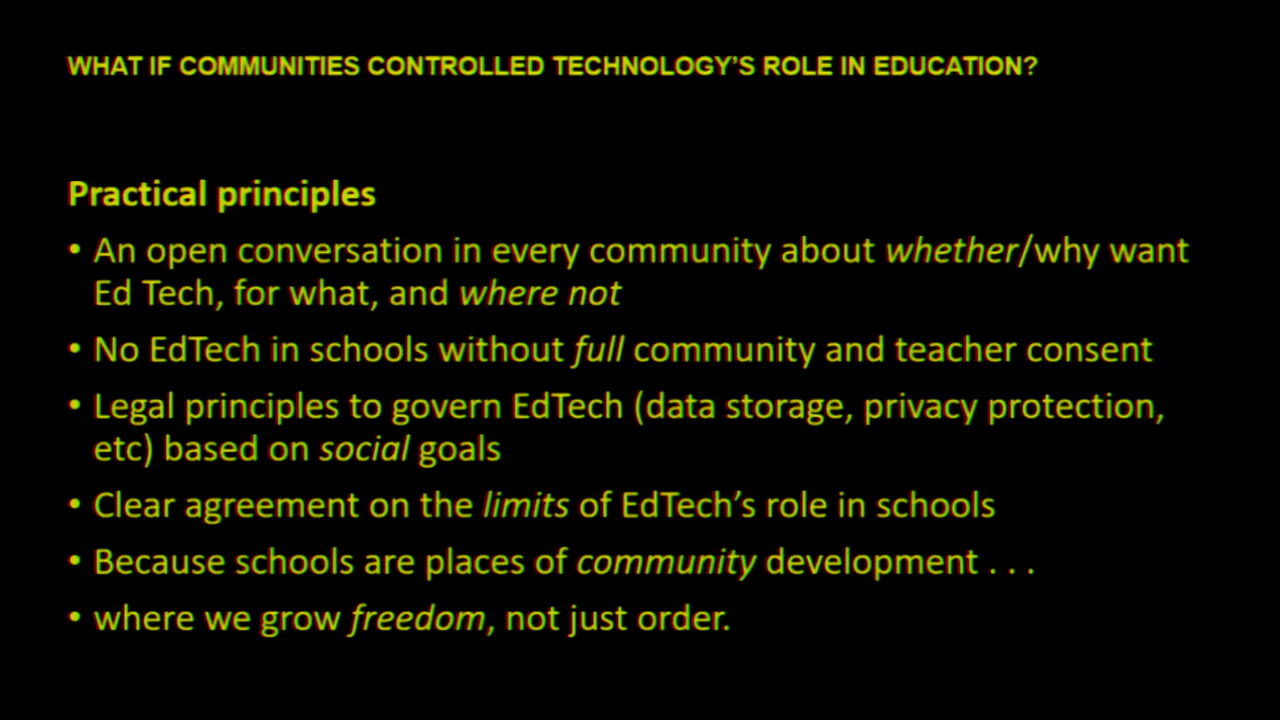 WHAT IF COMMUNITIES CONTROLLED TECHNOLOGY’S ROLE IN EDUCATION?
Practical principles
• An open conversation in every community about whether/why want
Ed Tech, for what, and where not
• No EdTech in schools without full community and teacher consent
• Legal principles to govern EdTech (data storage, privacy protection,
etc) based on social goals
• Clear agreement on the limits of EdTech’s role in schools
• Because schools are places of community development . . .
• where we grow freedom, not just order.